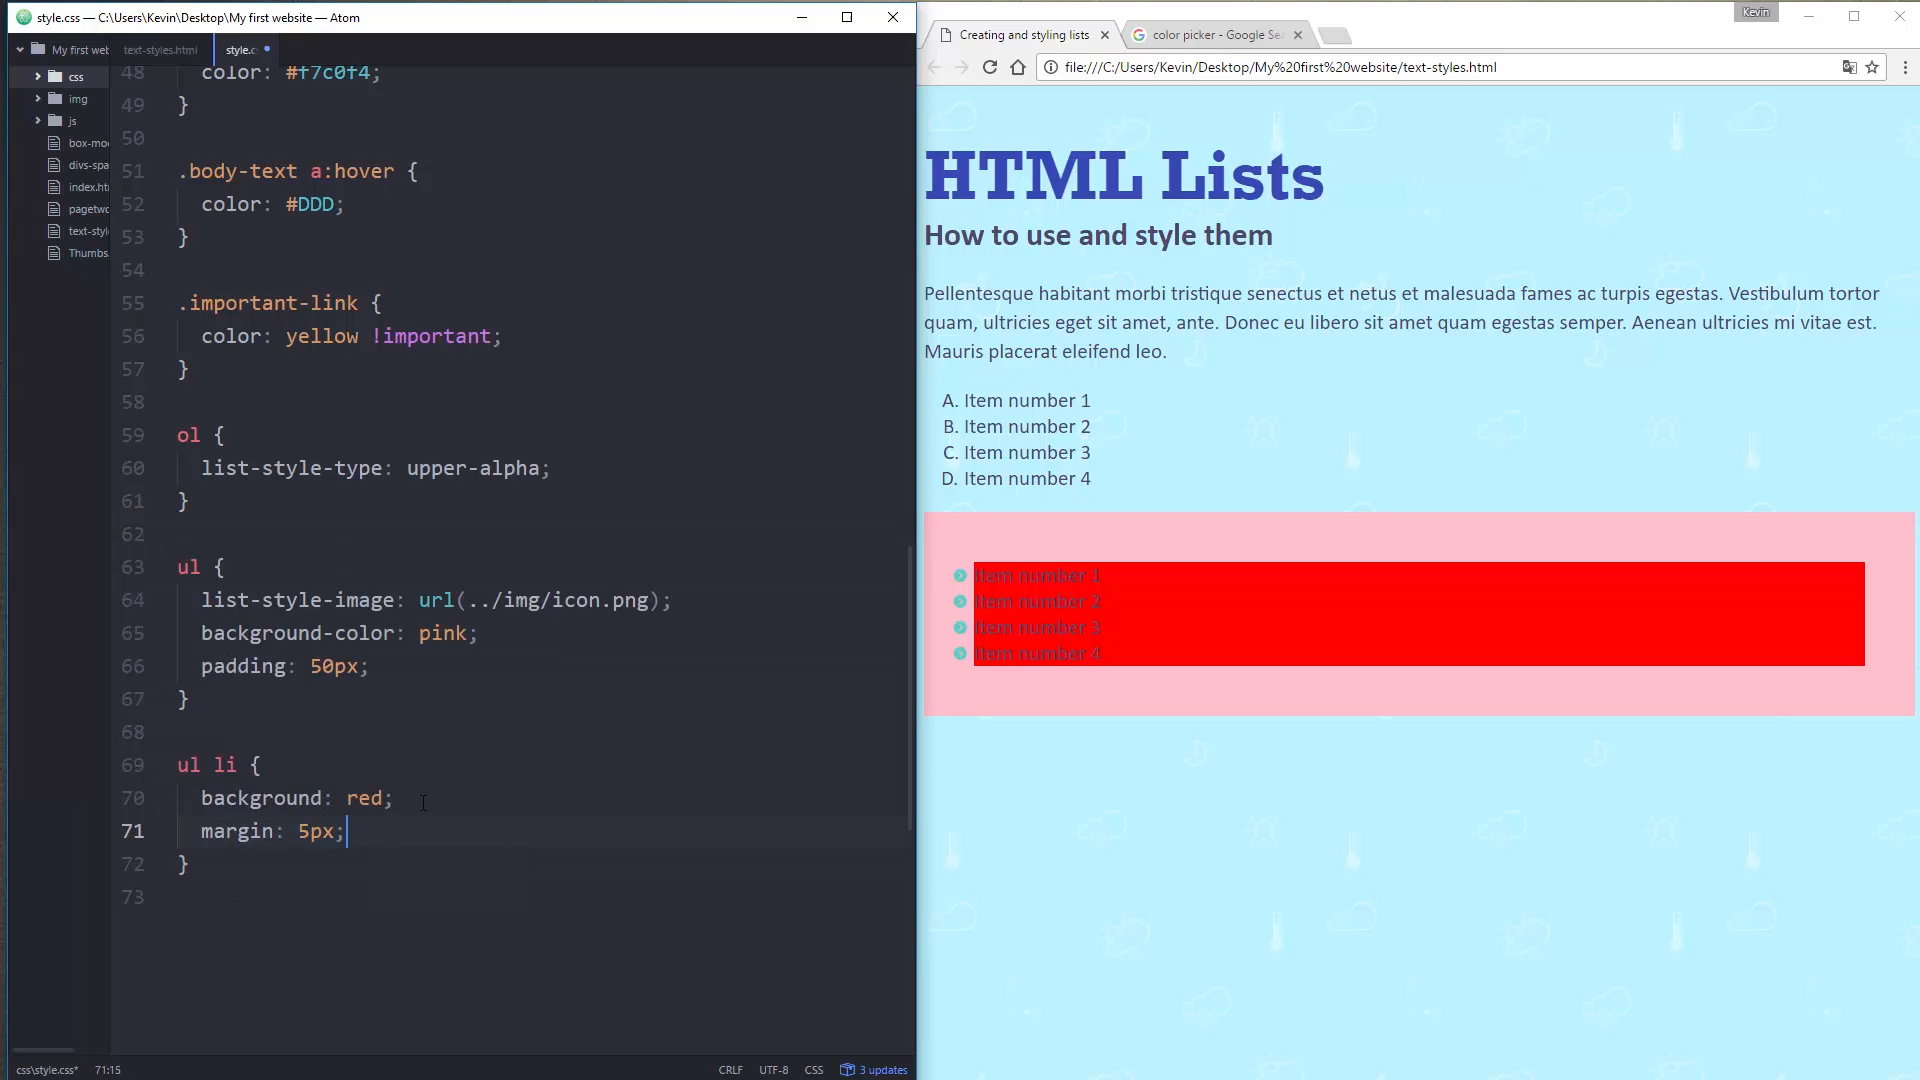 style.css — C:\Users\Kevin\Desktop\My first website — Atom
My first web
text-styles.html
style.c
css
img
js
box-mod
divs-spa
index.ht
pagetwo
text-styl
Thumbs.
48 color: #f7c0f4;
49 }
50
51 .body-text a:hover {
52 color: #DDD;
53 }
54
55 .important-link {
56 color: yellow !important;
57 }
58
59 ol {
60 list-style-type: upper-alpha;
61 }
62
63 ul {
64 list-style-image: url(../img/icon.png);
65 background-color: pink;
66 padding: 50px;
67 }
68
69 ul li {
70 background: red;
71 margin: 5px;
72 }
73
css\style.css* 71:15
CRLF UTF-8 CSS 3 updates
Kevin
Creating and styling lists
color picker - Google Sea
file:///C:/Users/Kevin/Desktop/My%20first%20website/text-styles.html
HTML Lists
How to use and style them
Pellentesque habitant morbi tristique senectus et netus et malesuada fames ac turpis egestas. Vestibulum tortor
quam, ultricies eget sit amet, ante. Donec eu libero sit amet quam egestas semper. Aenean ultricies mi vitae est.
Mauris placerat eleifend leo.
A. Item number 1
B. Item number 2
C. Item number 3
D. Item number 4
Item number 1
Item number 2
Item number 3
Item number 4